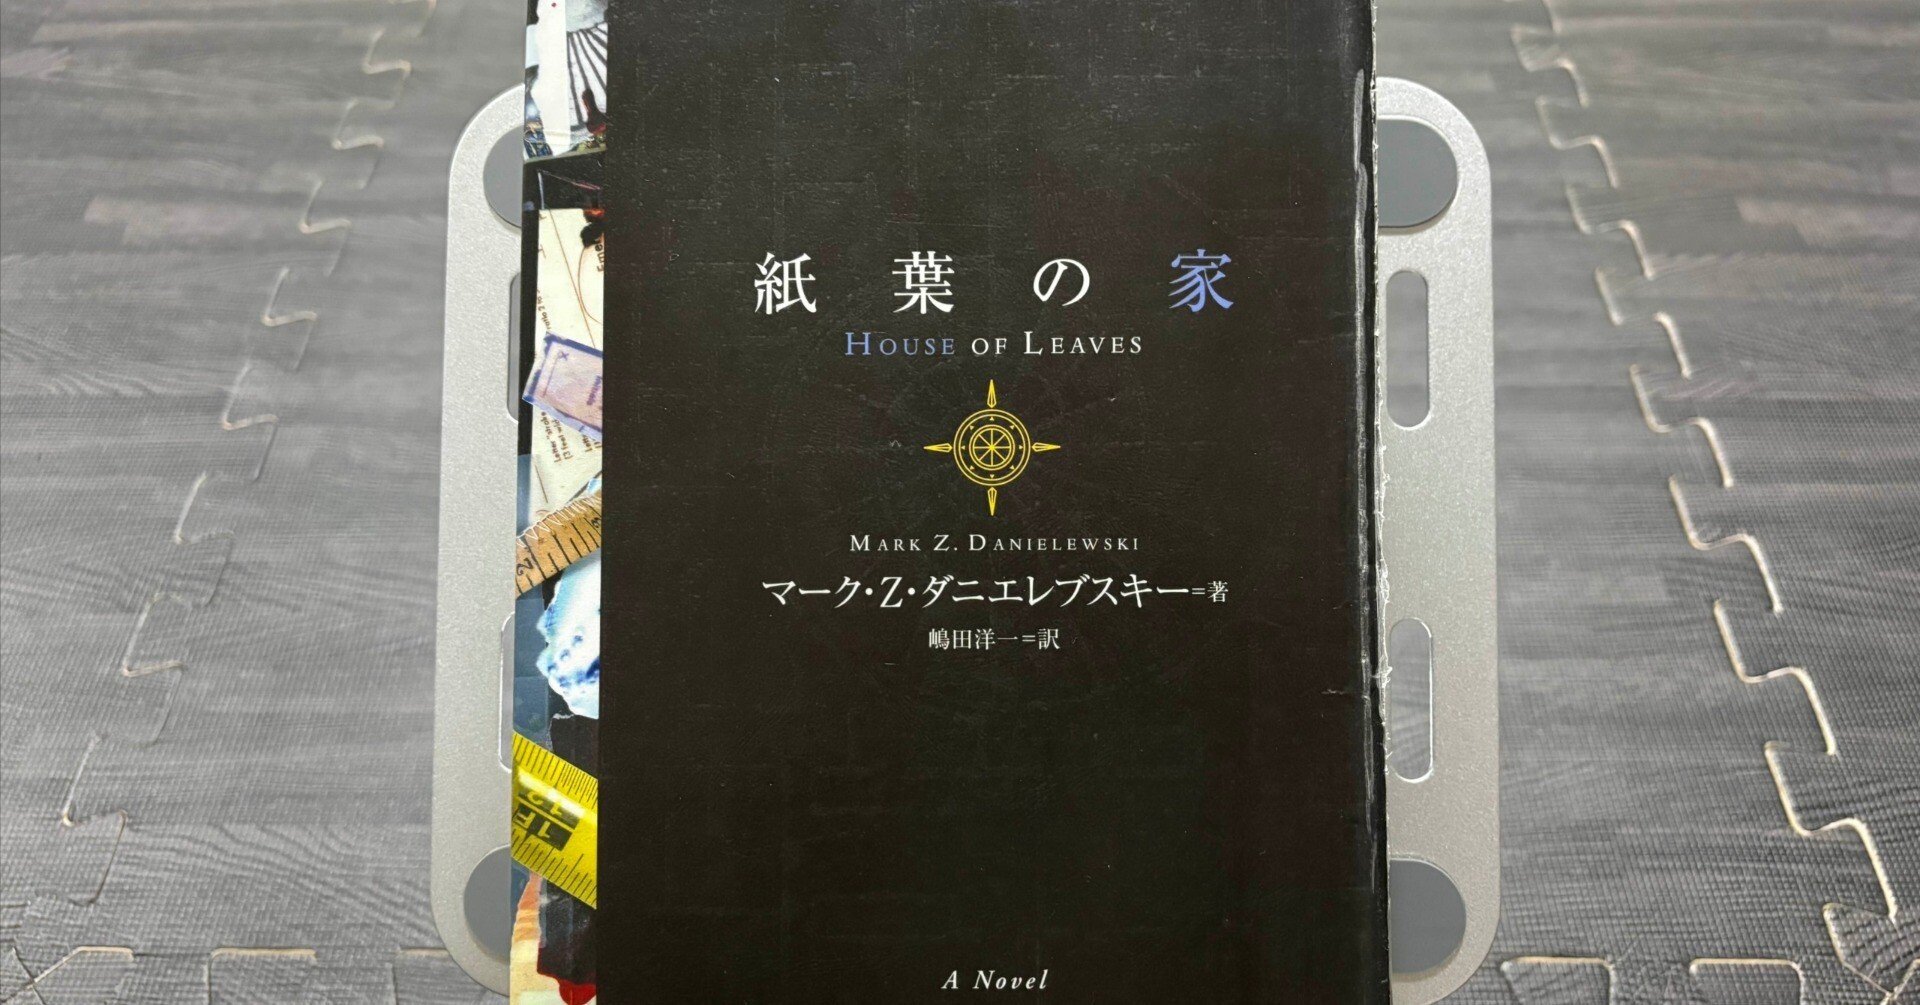 紙葉の家
HOUSE OF LEAVES
MARK Z. DANIELEWSKI
マーク・Z・ダニエレブスキー=著
嶋田洋一=訳
A Novel